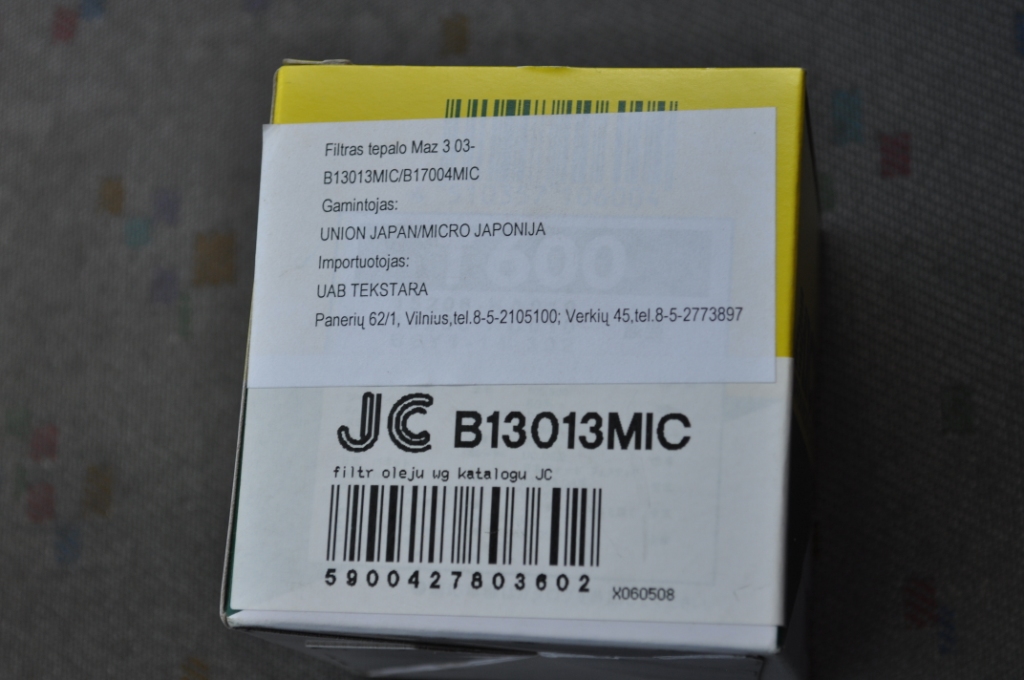 Filtras tepalo Maz 3 03-
B13013MIC/B17004MIC
Gamintojas:
UNION JAPAN/MICRO JAPONIJA
Importuotojas:
UAB TEKSTARA
Panerių 62/1, Vilnius,tel.8-5-2105100; Verkių 45,tel.8-5-2773897
600
JC B13013MIC
filtr oleju wg katalogu JC
5900427803602
X060508